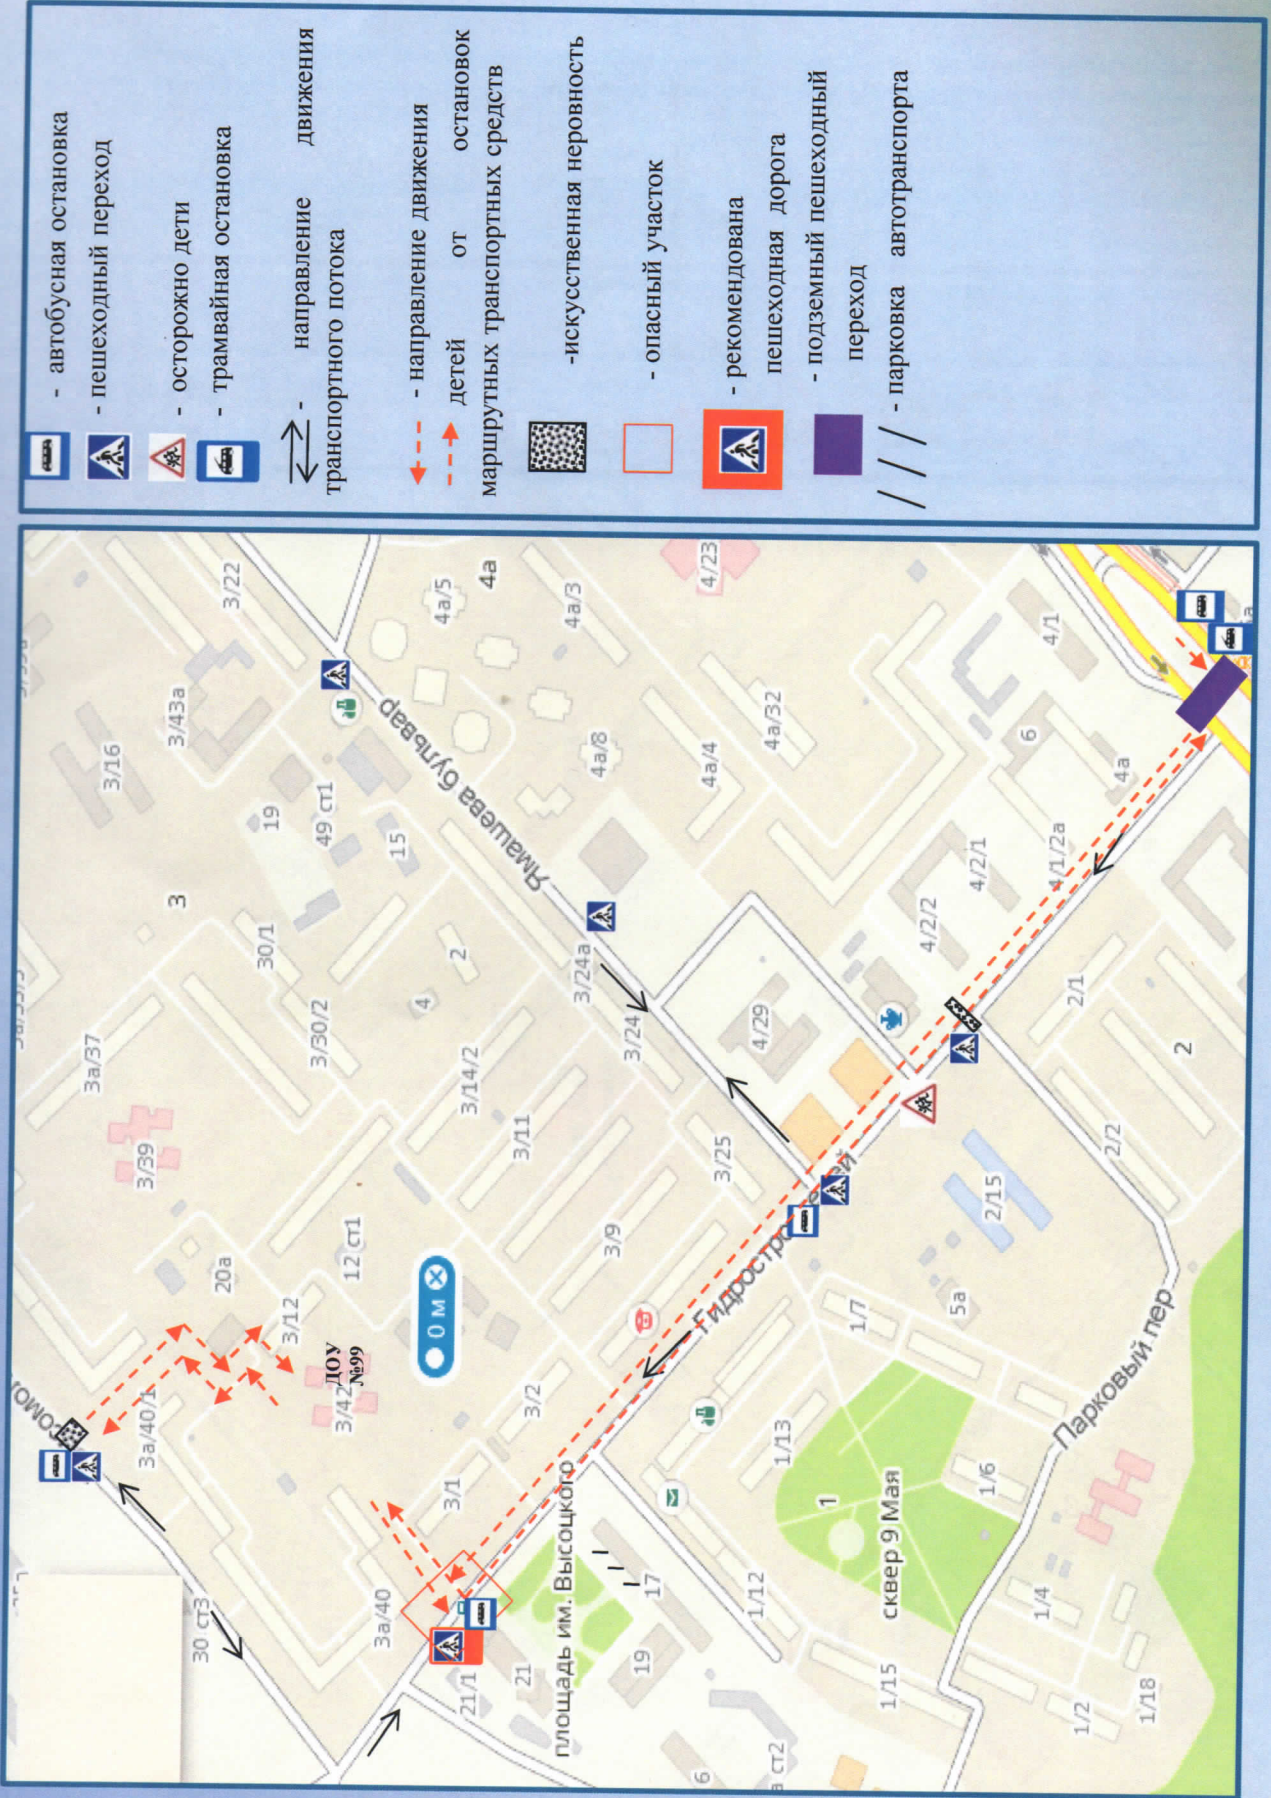 сомол
30 ст3
3а/40/1
20а
3/12
3/39
3а/37
3/16
3/43а
3/22
3
19
49 ст1
15
30/1
3/30/2
12 ст1
ДОУ
№99
3/42
0 м
3а/40
3/1
3/2
3/9
3/11
3/14/2
4
2
3/24а
3/24
3/25
Ямашева бульвар
4а/5
4а
4а/3
4/23
4а/8
4а/4
4а/32
4/1
6
4а
4/29
4/2/2
4/2/1
4/1/2а
21/1
21
площадь им. Высоцкого
17
19
6
1/12
1/13
1
сквер 9 Мая
1/15
1/7
5а
2/15
2/1
2/2
2
1/6
1/4
1/2
1/18
Парковый пер
- автобусная остановка
- пешеходный переход
- осторожно дети
- трамвайная остановка
- направление движения
транспортного потока
- направление движения
детей от остановок
маршрутных транспортных средств
-искусственная неровность
- опасный участок
- рекомендована
пешеходная дорога
- подземный пешеходный
переход
- парковка автотранспорта